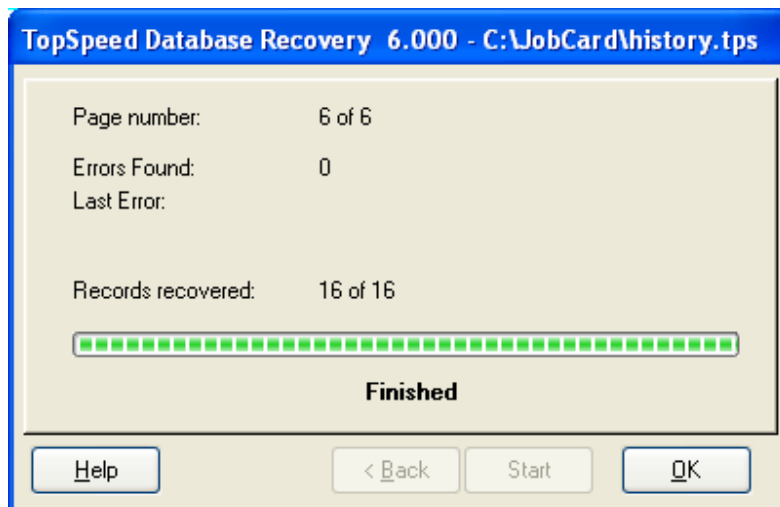 TopSpeed Database Recovery 6.000 - C:\JobCard\history.tps
Page number: 6 of 6
Errors Found: 0
Last Error:
Records recovered: 16 of 16
Finished
Help < Back Start OK